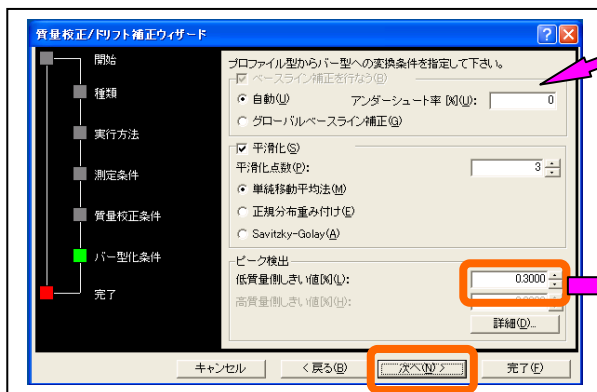 質量校正/ドリフト補正ウィザード
開始
種類
実行方法
測定条件
質量校正条件
バー型化条件
完了
プロファイル型からバー型への変換条件を指定して下さい。
ベースライン補正を行なう(B)
自動(U) アンダーシュート率 [%](U): 0
グローバルベースライン補正(G)
平滑化(S)
平滑化点数(P): 3
単純移動平均法(M)
正規分布重み付け(E)
Savitzky-Golay(A)
ピーク検出
低質量側しきい値[%](L): 0.3000
高質量側しきい値[%](H):
詳細(D)...
キャンセル
< 戻る(B)
次へ(N) >
完了(F)